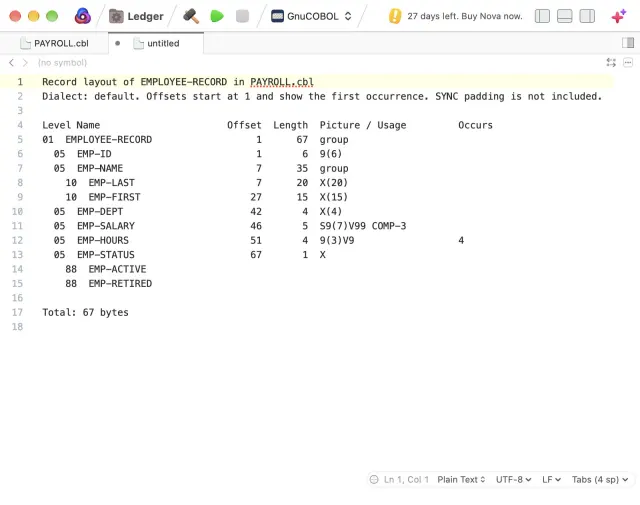 Ledger
GnuCOBOL
27 days left. Buy Nova now.
PAYROLL.cbl
untitled
(no symbol)
1 Record layout of EMPLOYEE-RECORD in PAYROLL.cbl
2 Dialect: default. Offsets start at 1 and show the first occurrence. SYNC padding is not included.
3
4 Level Name Offset Length Picture / Usage Occurs
5 01 EMPLOYEE-RECORD 1 67 group
6 05 EMP-ID 1 6 9(6)
7 05 EMP-NAME 7 35 group
8 10 EMP-LAST 7 20 X(20)
9 10 EMP-FIRST 27 15 X(15)
10 05 EMP-DEPT 42 4 X(4)
11 05 EMP-SALARY 46 5 S9(7)V99 COMP-3
12 05 EMP-HOURS 51 4 9(3)V9 4
13 05 EMP-STATUS 67 1 X
14 88 EMP-ACTIVE
15 88 EMP-RETIRED
16
17 Total: 67 bytes
18
Ln 1, Col 1 Plain Text UTF-8 LF Tabs (4 sp)